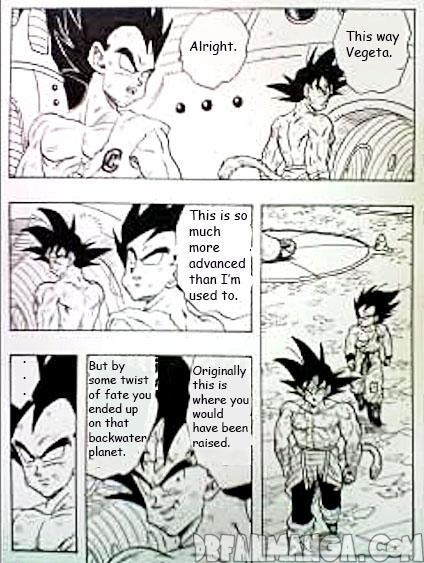 This way
Vegeta.
Alright.
C
This is so
much
more
advanced
than I'm
used to.
Originally
this is
where you
would
have been
raised.
But by
some twist
of fate you
ended up
on that
backwater
planet.
.
.
.
DBFANMANGA.COM